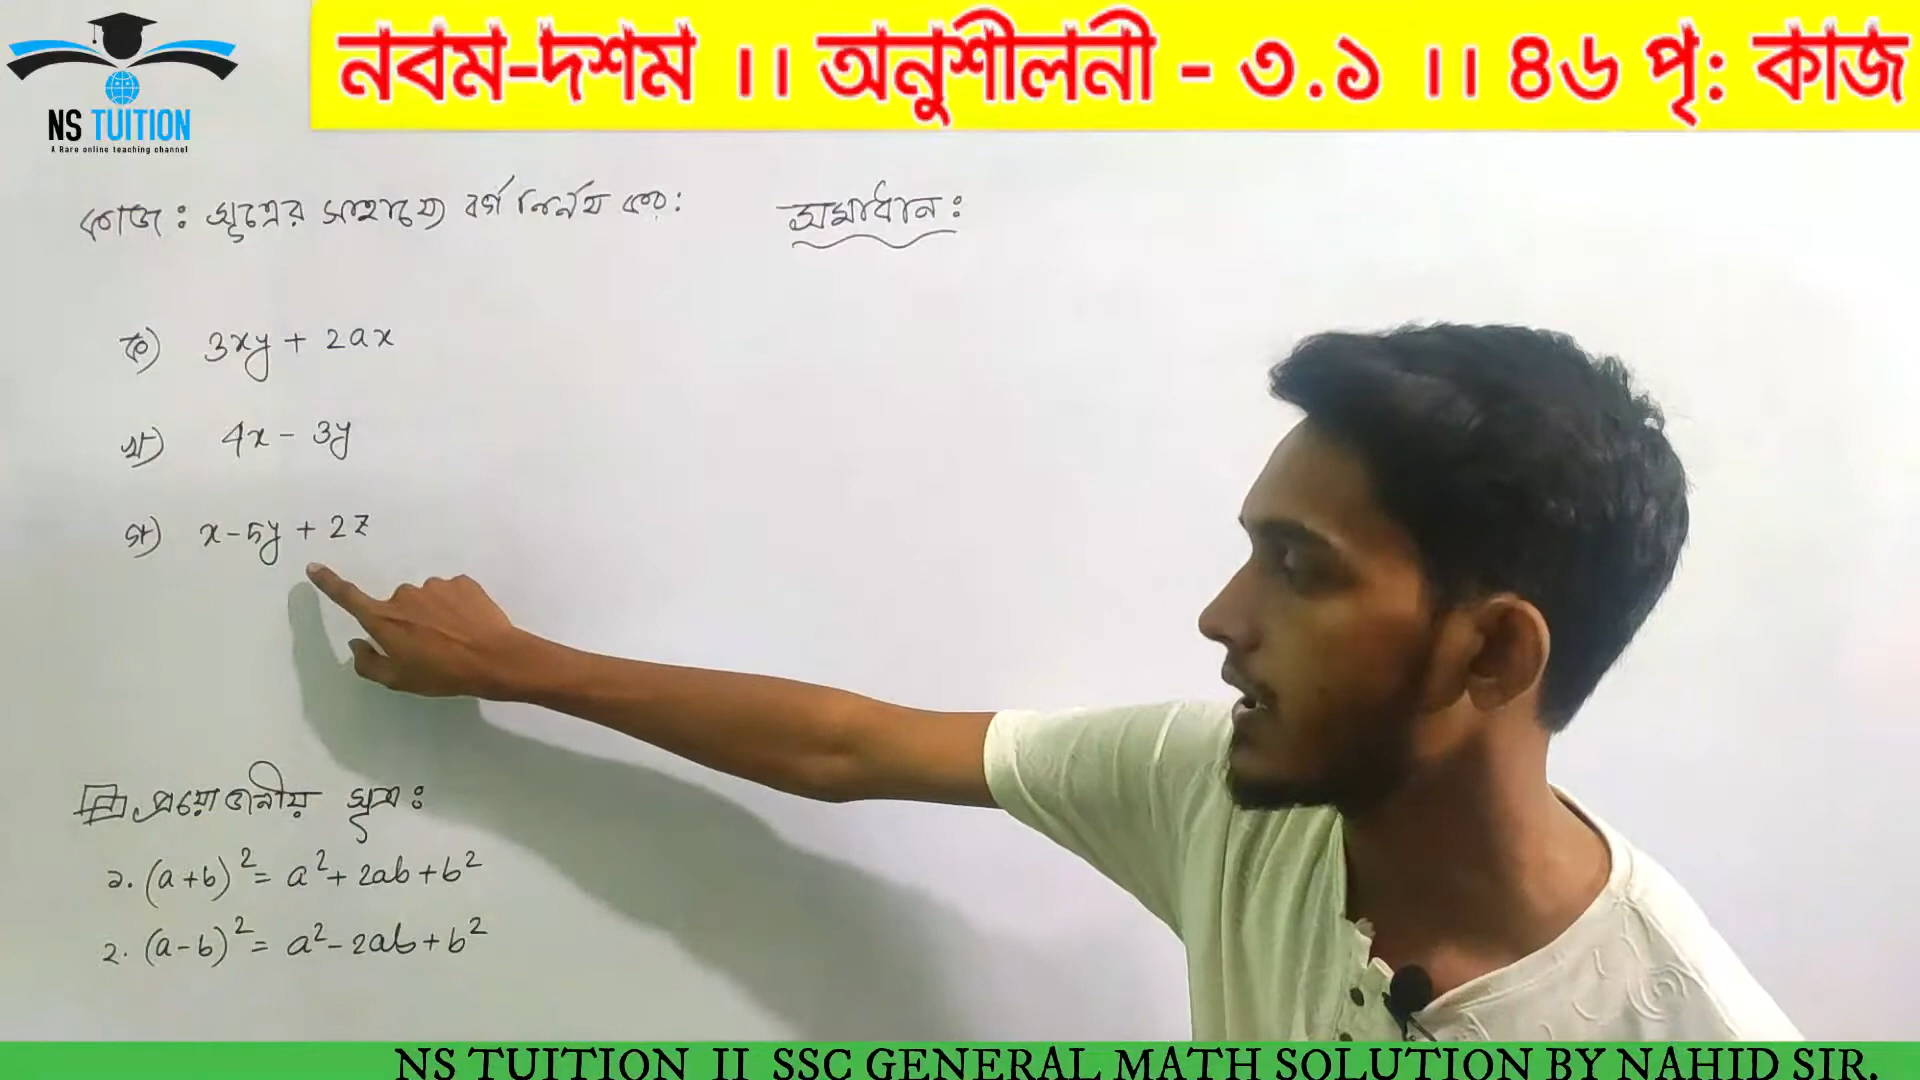 NS TUITION
A Rare online teaching channel
নবম-দশম ।। অনুশীলনী - ৩.১ ।। ৪৬ পৃ: কাজ
কাজ : সূত্রের সাহায্যে বর্গ নির্নয় কর :
সমাধান :
ক) 3xy + 2ax
খ) 4x - 3y
গ) x - 5y + 2z
প্রয়োজনীয় সূত্র :
১. (a+b)² = a² + 2ab + b²
২. (a-b)² = a² - 2ab + b²
NS TUITION II SSC GENERAL MATH SOLUTION BY NAHID SIR.